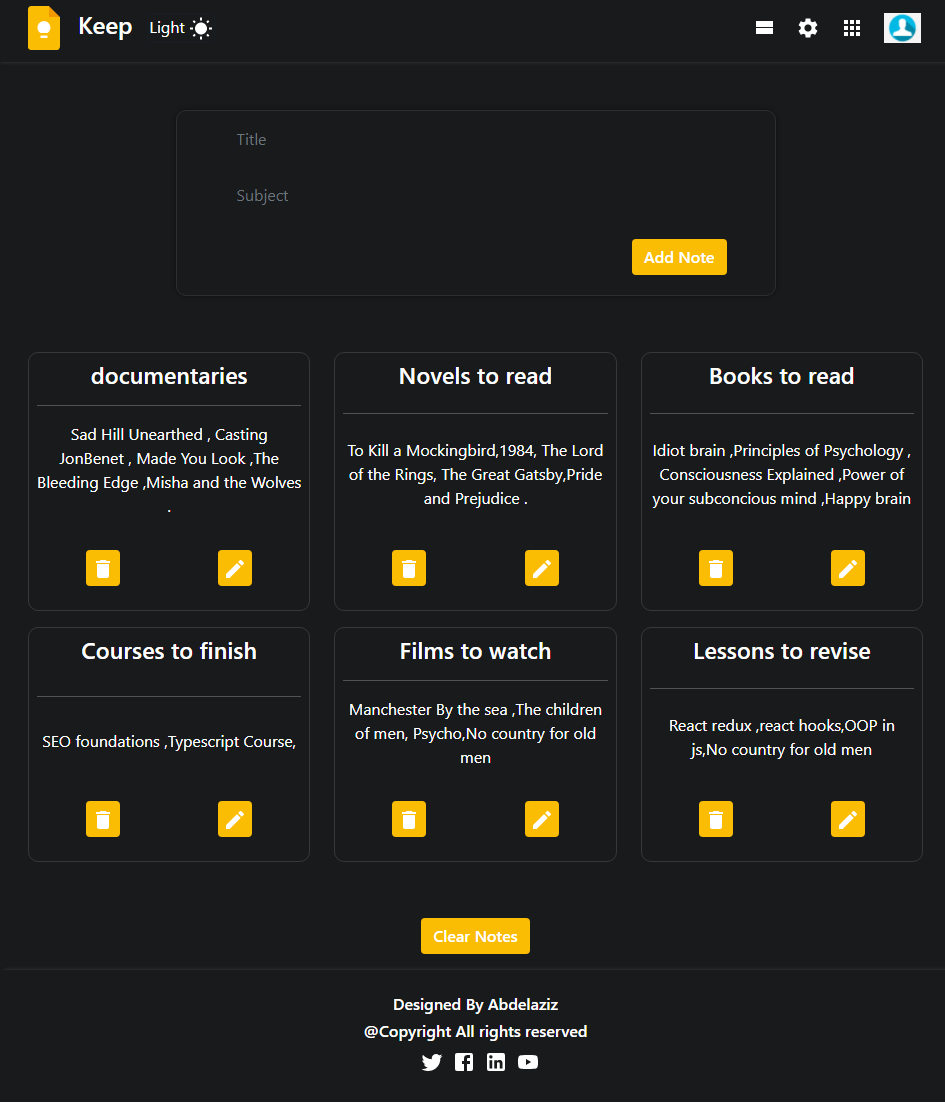 Keep
Light
Title
Subject
Add Note
documentaries
Sad Hill Unearthed , Casting
JonBenet , Made You Look ,The
Bleeding Edge ,Misha and the Wolves
.
Novels to read
To Kill a Mockingbird,1984, The Lord
of the Rings, The Great Gatsby,Pride
and Prejudice .
Books to read
Idiot brain ,Principles of Psychology ,
Consciousness Explained ,Power of
your subconcious mind ,Happy brain
Courses to finish
SEO foundations ,Typescript Course,
Films to watch
Manchester By the sea ,The children
of men, Psycho,No country for old
men
Lessons to revise
React redux ,react hooks,OOP in
js,No country for old men
Clear Notes
Designed By Abdelaziz
@Copyright All rights reserved